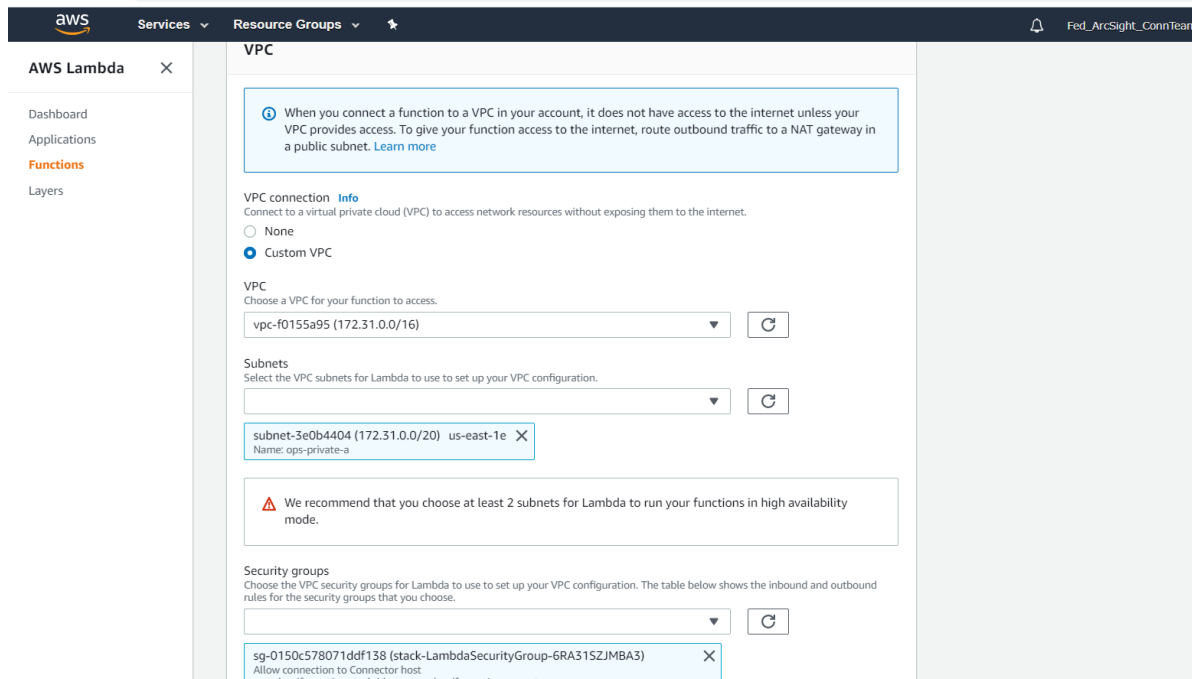 aws Services Resource Groups Fed_ArcSight_ConnTean
AWS Lambda
Dashboard
Applications
Functions
Layers
VPC
When you connect a function to a VPC in your account, it does not have access to the internet unless your
VPC provides access. To give your function access to the internet, route outbound traffic to a NAT gateway in
a public subnet. Learn more
VPC connection Info
Connect to a virtual private cloud (VPC) to access network resources without exposing them to the internet.
None
Custom VPC
VPC
Choose a VPC for your function to access.
vpc-f0155a95 (172.31.0.0/16)
Subnets
Select the VPC subnets for Lambda to use to set up your VPC configuration.
subnet-3e0b4404 (172.31.0.0/20) us-east-1e
Name: ops-private-a
We recommend that you choose at least 2 subnets for Lambda to run your functions in high availability
mode.
Security groups
Choose the VPC security groups for Lambda to use to set up your VPC configuration. The table below shows the inbound and outbound
rules for the security groups that you choose.
sg-0150c578071ddf138 (stack-LambdaSecurityGroup-6RA31SZJMBA3)
Allow connection to Connector host